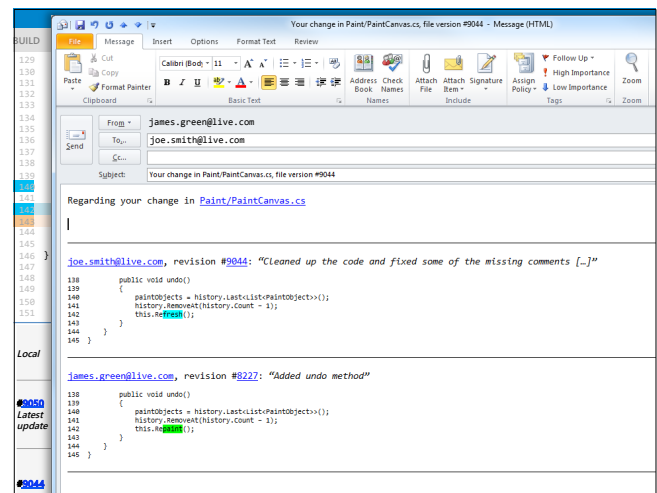 Your change in Paint/PaintCanvas.cs, file version #9044 - Message (HTML)
BUILD
File Message Insert Options Format Text Review
Paste
Cut
Copy
Format Painter
Clipboard
Calibri (Body 11
B I U
Basic Text
Address Book
Check Names
Names
Attach File
Attach Item
Signature
Include
Assign Policy
Follow Up
High Importance
Low Importance
Tags
Zoom
Zoom
129
130
131
132
133
134
135
136
137
138
139
140
141
142
143
144
145
146 }
147
148
149
150
151
Send
From james.green@live.com
To... joe.smith@live.com
Cc...
Subject: Your change in Paint/PaintCanvas.cs, file version #9044
Regarding your change in Paint/PaintCanvas.cs
joe.smith@live.com, revision #9044: “Cleaned up the code and fixed some of the missing comments […]”
138 public void undo()
139 {
140 paintObjects = history.Last<List<PaintObject>>();
141 history.RemoveAt(history.Count - 1);
142 this.Refresh();
143 }
144 }
145 }
james.green@live.com, revision #8227: “Added undo method”
138 public void undo()
139 {
140 paintObjects = history.Last<List<PaintObject>>();
141 history.RemoveAt(history.Count - 1);
142 this.Repaint();
143 }
144 }
145 }
Local
#9050
Latest
update
#9044